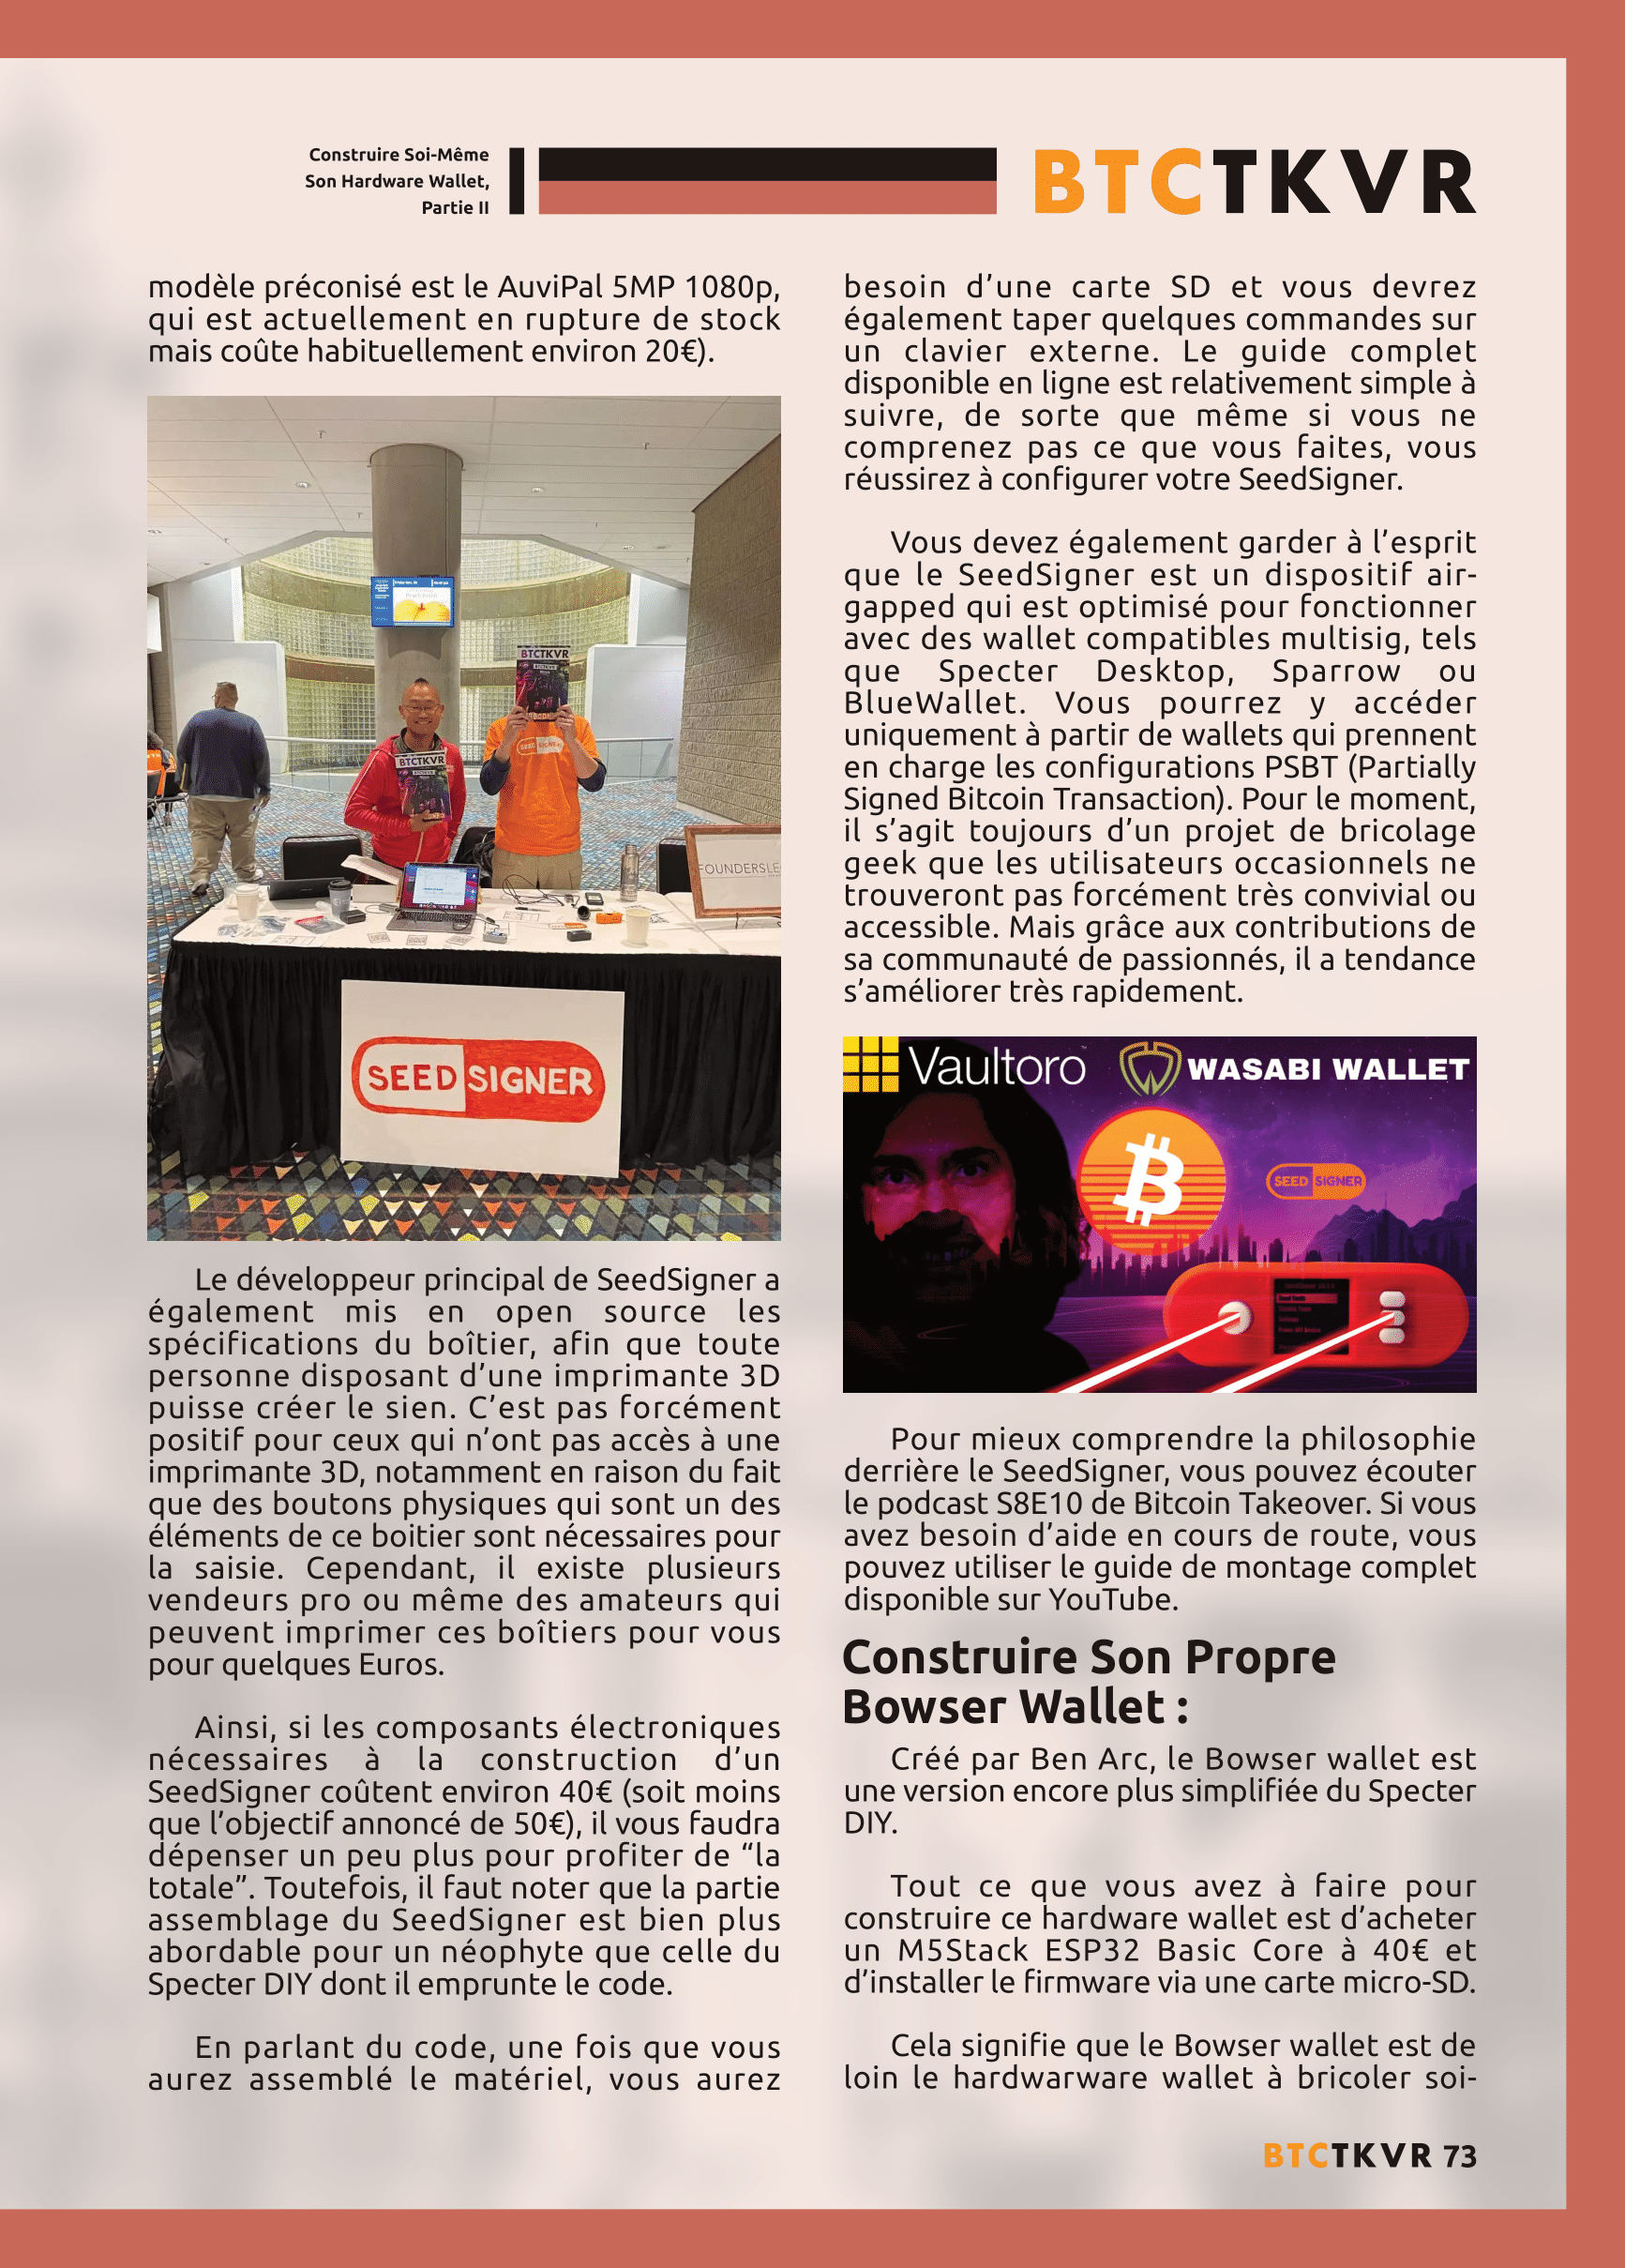 Construire Soi-Même
Son Hardware Wallet,
Partie II
BTCTKVR
modèle préconisé est le AuviPal 5MP 1080p,
qui est actuellement en rupture de stock
mais coûte habituellement environ 20€).
BTCTKVR
BTCTKVR
SEED SIGNER
FOUNDERSLE
SEED SIGNER
Le développeur principal de SeedSigner a
également mis en open source les
spécifications du boîtier, afin que toute
personne disposant d’une imprimante 3D
puisse créer le sien. C’est pas forcément
positif pour ceux qui n’ont pas accès à une
imprimante 3D, notamment en raison du fait
que des boutons physiques qui sont un des
éléments de ce boitier sont nécessaires pour
la saisie. Cependant, il existe plusieurs
vendeurs pro ou même des amateurs qui
peuvent imprimer ces boîtiers pour vous
pour quelques Euros.
Ainsi, si les composants électroniques
nécessaires à la construction d’un
SeedSigner coûtent environ 40€ (soit moins
que l’objectif annoncé de 50€), il vous faudra
dépenser un peu plus pour profiter de “la
totale”. Toutefois, il faut noter que la partie
assemblage du SeedSigner est bien plus
abordable pour un néophyte que celle du
Specter DIY dont il emprunte le code.
En parlant du code, une fois que vous
aurez assemblé le matériel, vous aurez
besoin d’une carte SD et vous devrez
également taper quelques commandes sur
un clavier externe. Le guide complet
disponible en ligne est relativement simple à
suivre, de sorte que même si vous ne
comprenez pas ce que vous faites, vous
réussirez à configurer votre SeedSigner.
Vous devez également garder à l’esprit
que le SeedSigner est un dispositif air-
gapped qui est optimisé pour fonctionner
avec des wallet compatibles multisig, tels
que Specter Desktop, Sparrow ou
BlueWallet. Vous pourrez y accéder
uniquement à partir de wallets qui prennent
en charge les configurations PSBT (Partially
Signed Bitcoin Transaction). Pour le moment,
il s’agit toujours d’un projet de bricolage
geek que les utilisateurs occasionnels ne
trouveront pas forcément très convivial ou
accessible. Mais grâce aux contributions de
sa communauté de passionnés, il a tendance
s’améliorer très rapidement.
Vaultoro
WASABI WALLET
SEED SIGNER
Pour mieux comprendre la philosophie
derrière le SeedSigner, vous pouvez écouter
le podcast S8E10 de Bitcoin Takeover. Si vous
avez besoin d’aide en cours de route, vous
pouvez utiliser le guide de montage complet
disponible sur YouTube.
Construire Son Propre
Bowser Wallet :
Créé par Ben Arc, le Bowser wallet est
une version encore plus simplifiée du Specter
DIY.
Tout ce que vous avez à faire pour
construire ce hardware wallet est d’acheter
un M5Stack ESP32 Basic Core à 40€ et
d’installer le firmware via une carte micro-SD.
Cela signifie que le Bowser wallet est de
loin le hardwarware wallet à bricoler soi-
BTCTKVR 73